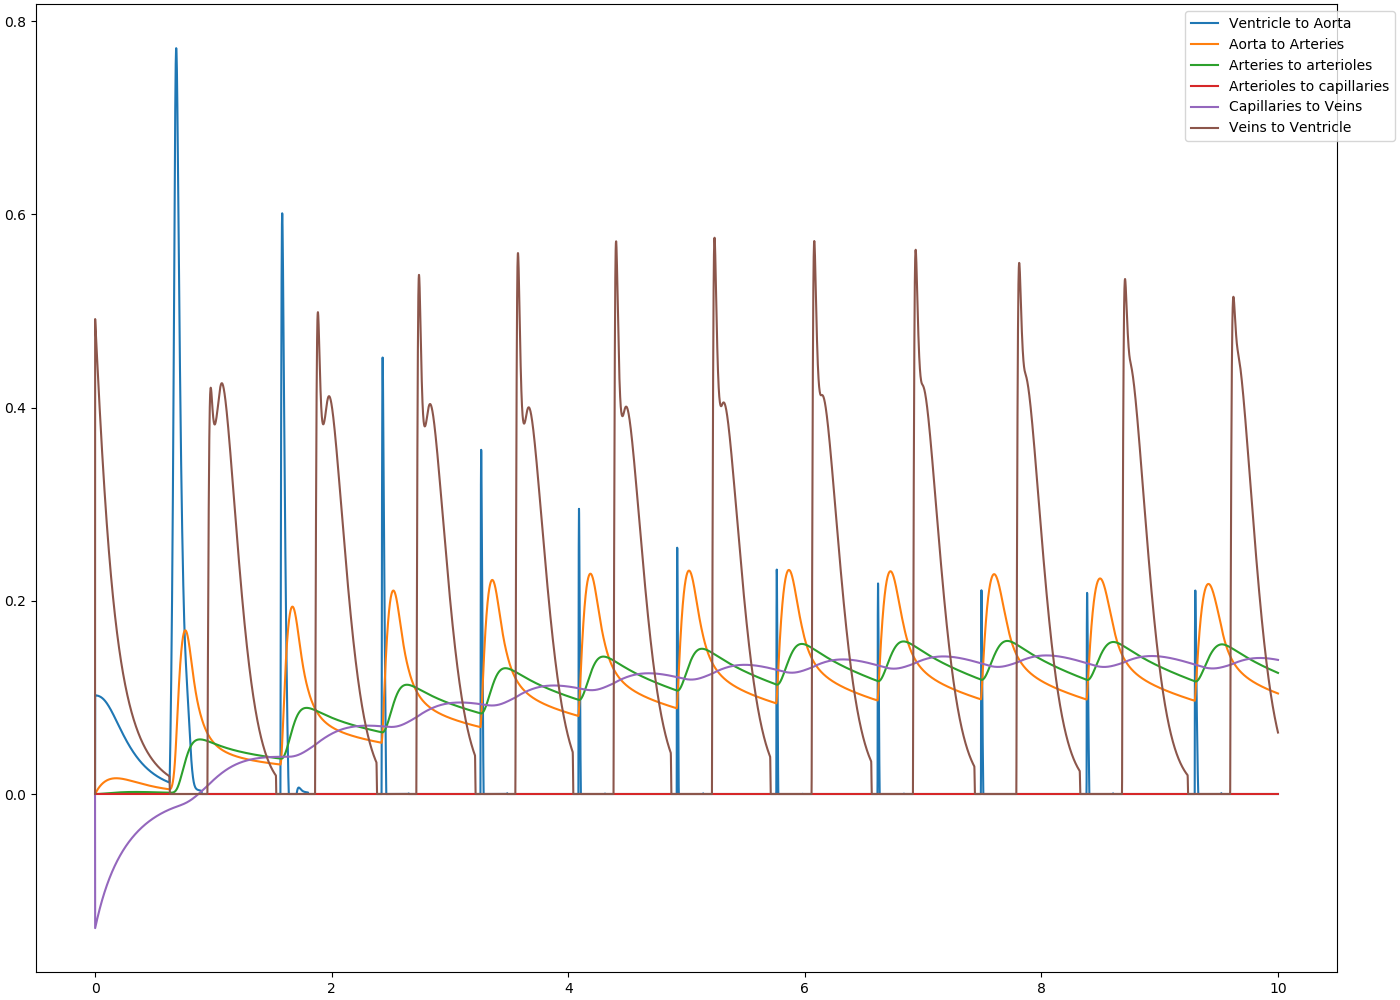 0.8
0.6
0.4
0.2
0.0
0
2
4
6
8
10
Ventricle to Aorta
Aorta to Arteries
Arteries to arterioles
Arterioles to capillaries
Capillaries to Veins
Veins to Ventricle